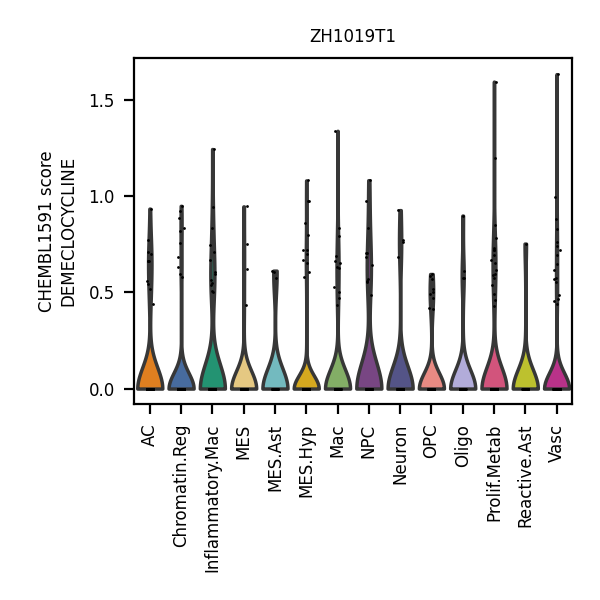 ZH1019T1
CHEMBL1591 score
DEMECLOCYCLINE
1.5
1.0
0.5
0.0
AC
Chromatin.Reg
Inflammatory.Mac
MES
MES.Ast
MES.Hyp
Mac
NPC
Neuron
OPC
Oligo
Prolif.Metab
Reactive.Ast
Vasc